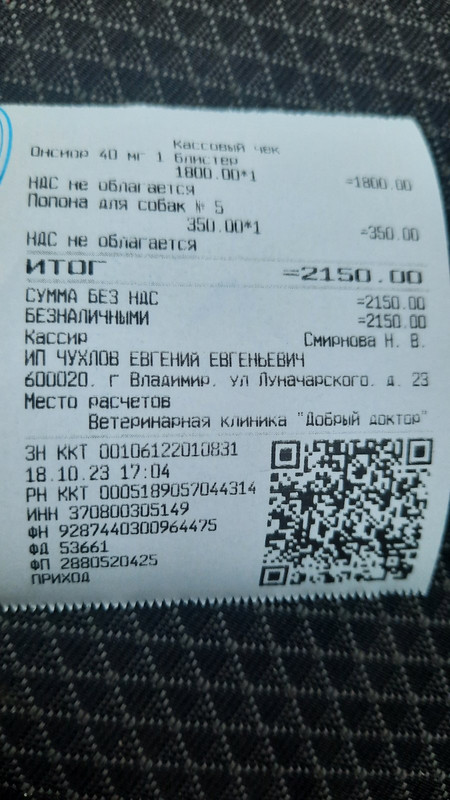 Кассовый чек
Онсиор 40 мг 1 блистер
1800.00*1
=1800.00
НДС не облагается
Попона для собак № 5
350.00*1
=350.00
НДС не облагается
ИТОГ =2150.00
СУММА БЕЗ НДС =2150.00
БЕЗНАЛИЧНЫМИ =2150.00
Кассир Смирнова Н. В.
ИП ЧУХЛОВ ЕВГЕНИЙ ЕВГЕНЬЕВИЧ
600020. г Владимир. ул Луначарского. д. 23
Место расчетов
Ветеринарная клиника "Добрый доктор"
ЗН ККТ 00106122010831
18.10.23 17:04
РН ККТ 0005189057044314
ИНН 370800305149
ФН 9287440300964475
ФД 53661
ФП 2880520425
ПРИХОД